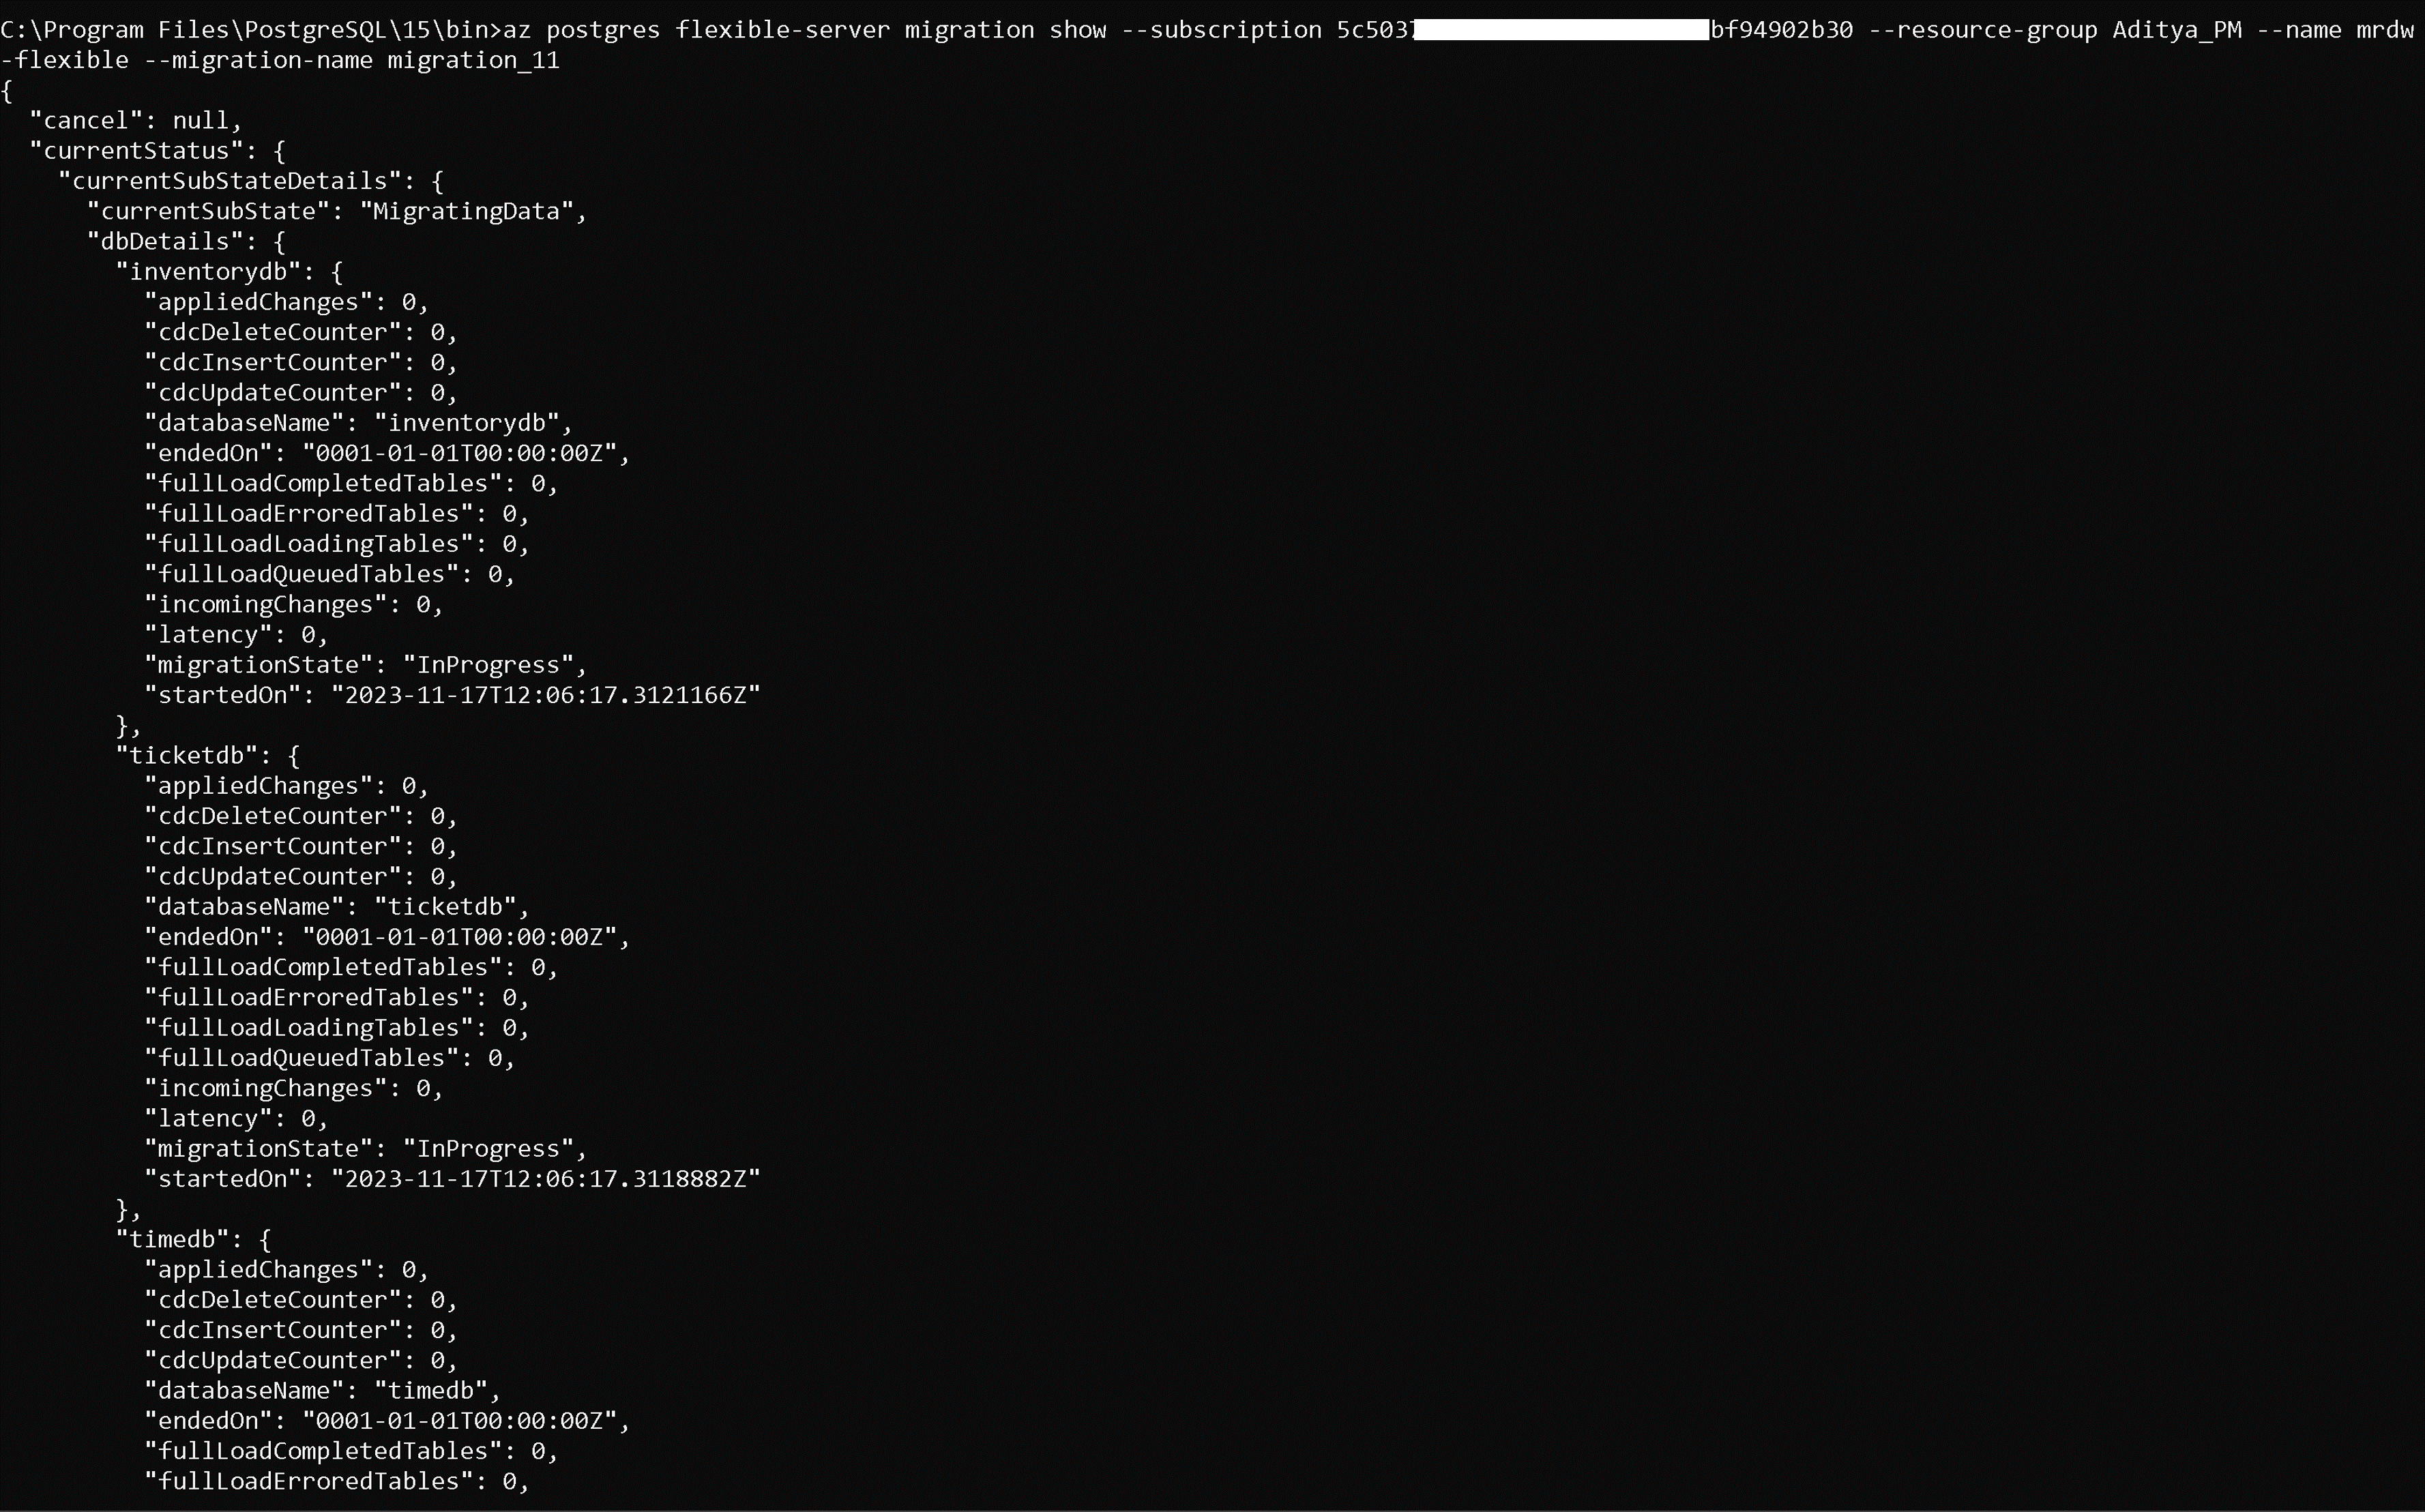 C:\Program Files\PostgreSQL\15\bin>az postgres flexible-server migration show --subscription 5c5037 bf94902b30 --resource-group Aditya_PM --name mrdw
-flexible --migration-name migration_11
{
  "cancel": null,
  "currentStatus": {
    "currentSubStateDetails": {
      "currentSubState": "MigratingData",
      "dbDetails": {
        "inventorydb": {
          "appliedChanges": 0,
          "cdcDeleteCounter": 0,
          "cdcInsertCounter": 0,
          "cdcUpdateCounter": 0,
          "databaseName": "inventorydb",
          "endedOn": "0001-01-01T00:00:00Z",
          "fullLoadCompletedTables": 0,
          "fullLoadErroredTables": 0,
          "fullLoadLoadingTables": 0,
          "fullLoadQueuedTables": 0,
          "incomingChanges": 0,
          "latency": 0,
          "migrationState": "InProgress",
          "startedOn": "2023-11-17T12:06:17.3121166Z"
        },
        "ticketdb": {
          "appliedChanges": 0,
          "cdcDeleteCounter": 0,
          "cdcInsertCounter": 0,
          "cdcUpdateCounter": 0,
          "databaseName": "ticketdb",
          "endedOn": "0001-01-01T00:00:00Z",
          "fullLoadCompletedTables": 0,
          "fullLoadErroredTables": 0,
          "fullLoadLoadingTables": 0,
          "fullLoadQueuedTables": 0,
          "incomingChanges": 0,
          "latency": 0,
          "migrationState": "InProgress",
          "startedOn": "2023-11-17T12:06:17.3118882Z"
        },
        "timedb": {
          "appliedChanges": 0,
          "cdcDeleteCounter": 0,
          "cdcInsertCounter": 0,
          "cdcUpdateCounter": 0,
          "databaseName": "timedb",
          "endedOn": "0001-01-01T00:00:00Z",
          "fullLoadCompletedTables": 0,
          "fullLoadErroredTables": 0,